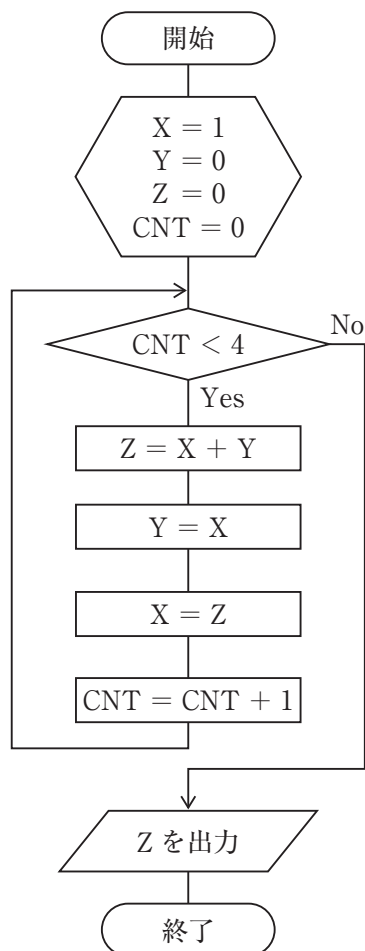 開始
X = 1
Y = 0
Z = 0
CNT = 0
CNT < 4
No
Yes
Z = X + Y
Y = X
X = Z
CNT = CNT + 1
Z を出力
終了